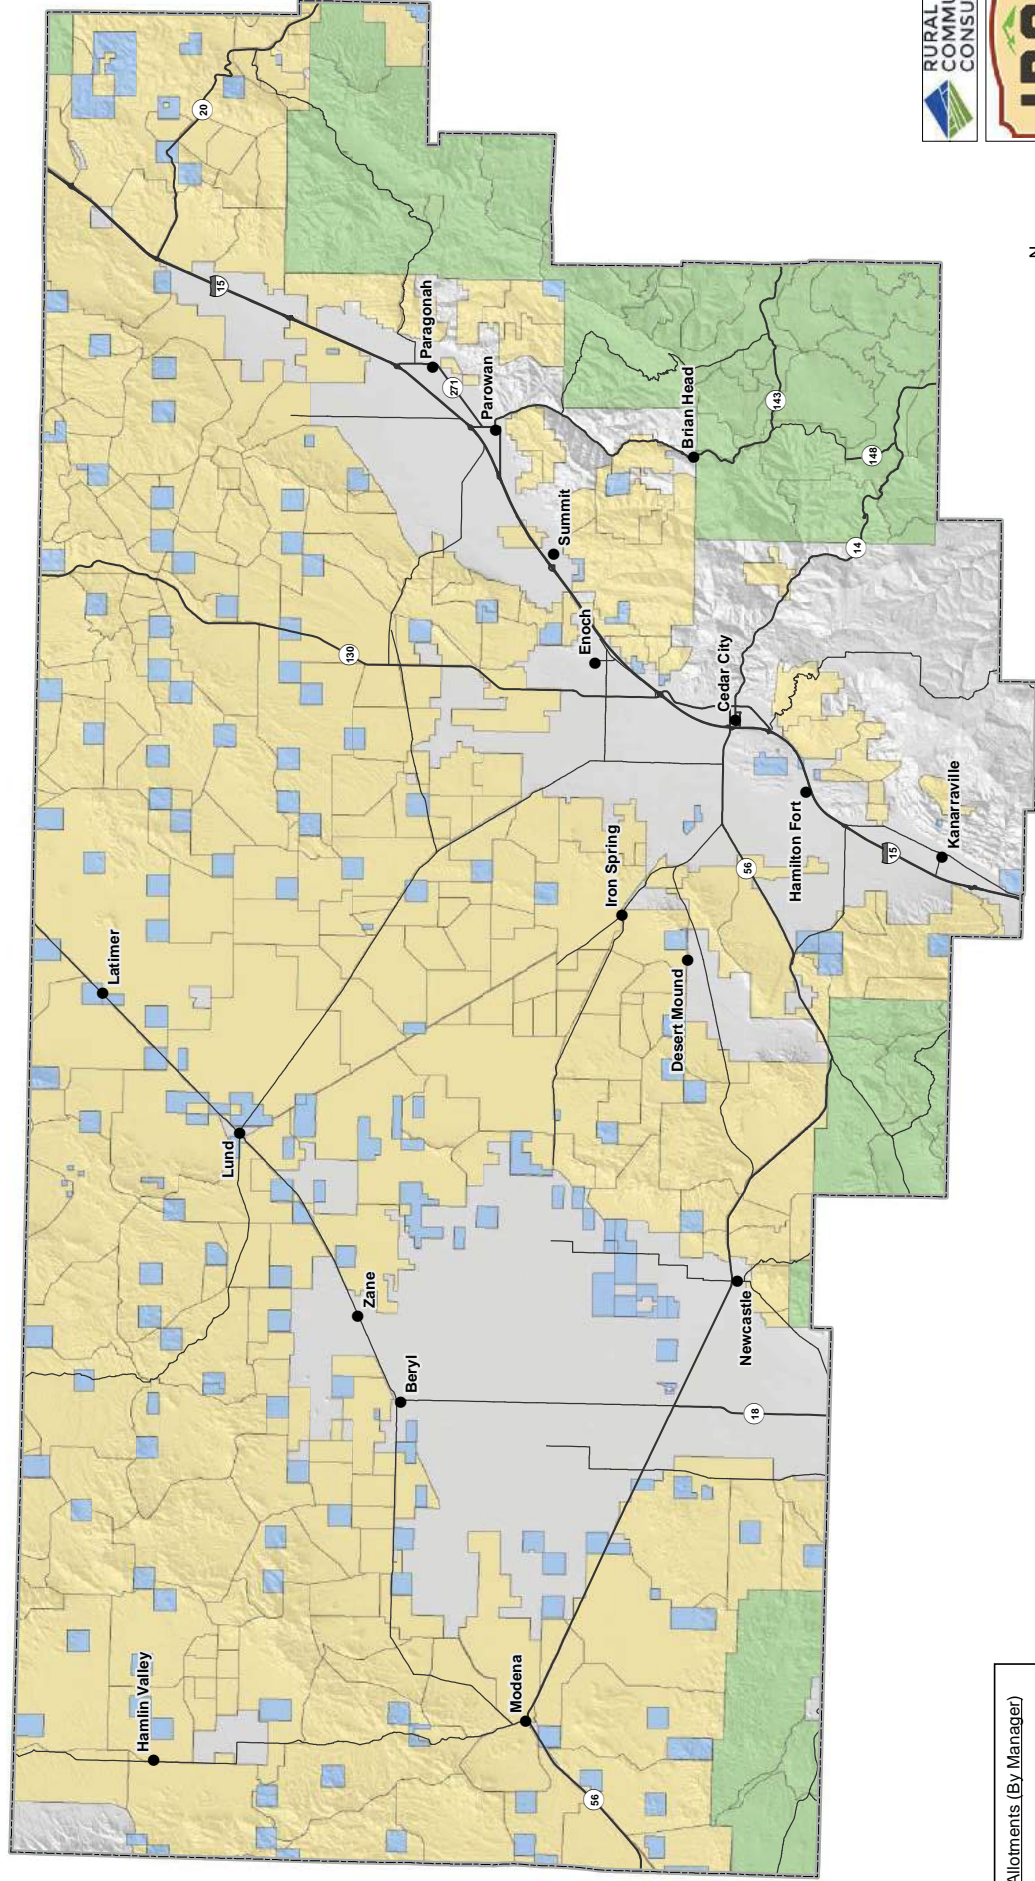 RURAL
COMMU
CONSU
N
20
15
Paragonah
271
Parowan
Brian Head
143
148
14
Summit
Enoch
130
Cedar City
Hamilton Fort
Kanarraville
15
56
Iron Spring
Desert Mound
Latimer
Lund
Zane
Beryl
Newcastle
18
Hamlin Valley
Modena
56
Allotments (By Manager)